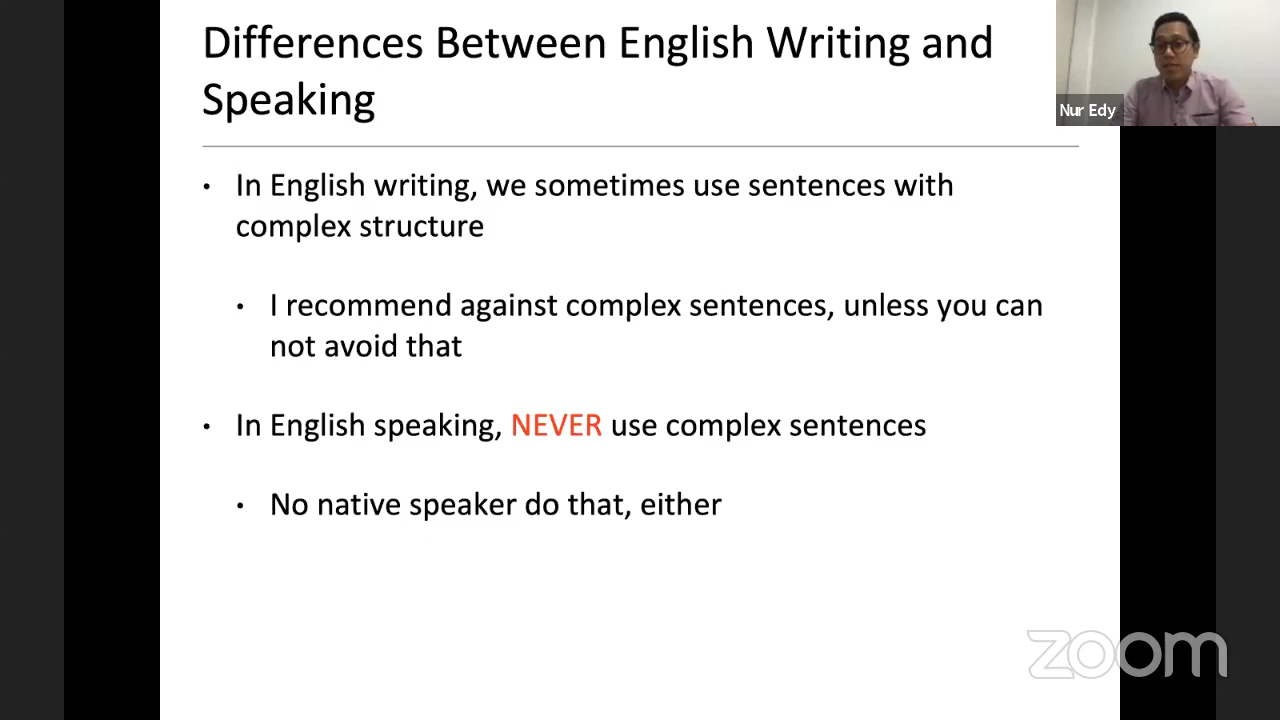 Differences Between English Writing and
Speaking
Nur Edy
• In English writing, we sometimes use sentences with
complex structure
• I recommend against complex sentences, unless you can
not avoid that
• In English speaking, NEVER use complex sentences
• No native speaker do that, either
zoom